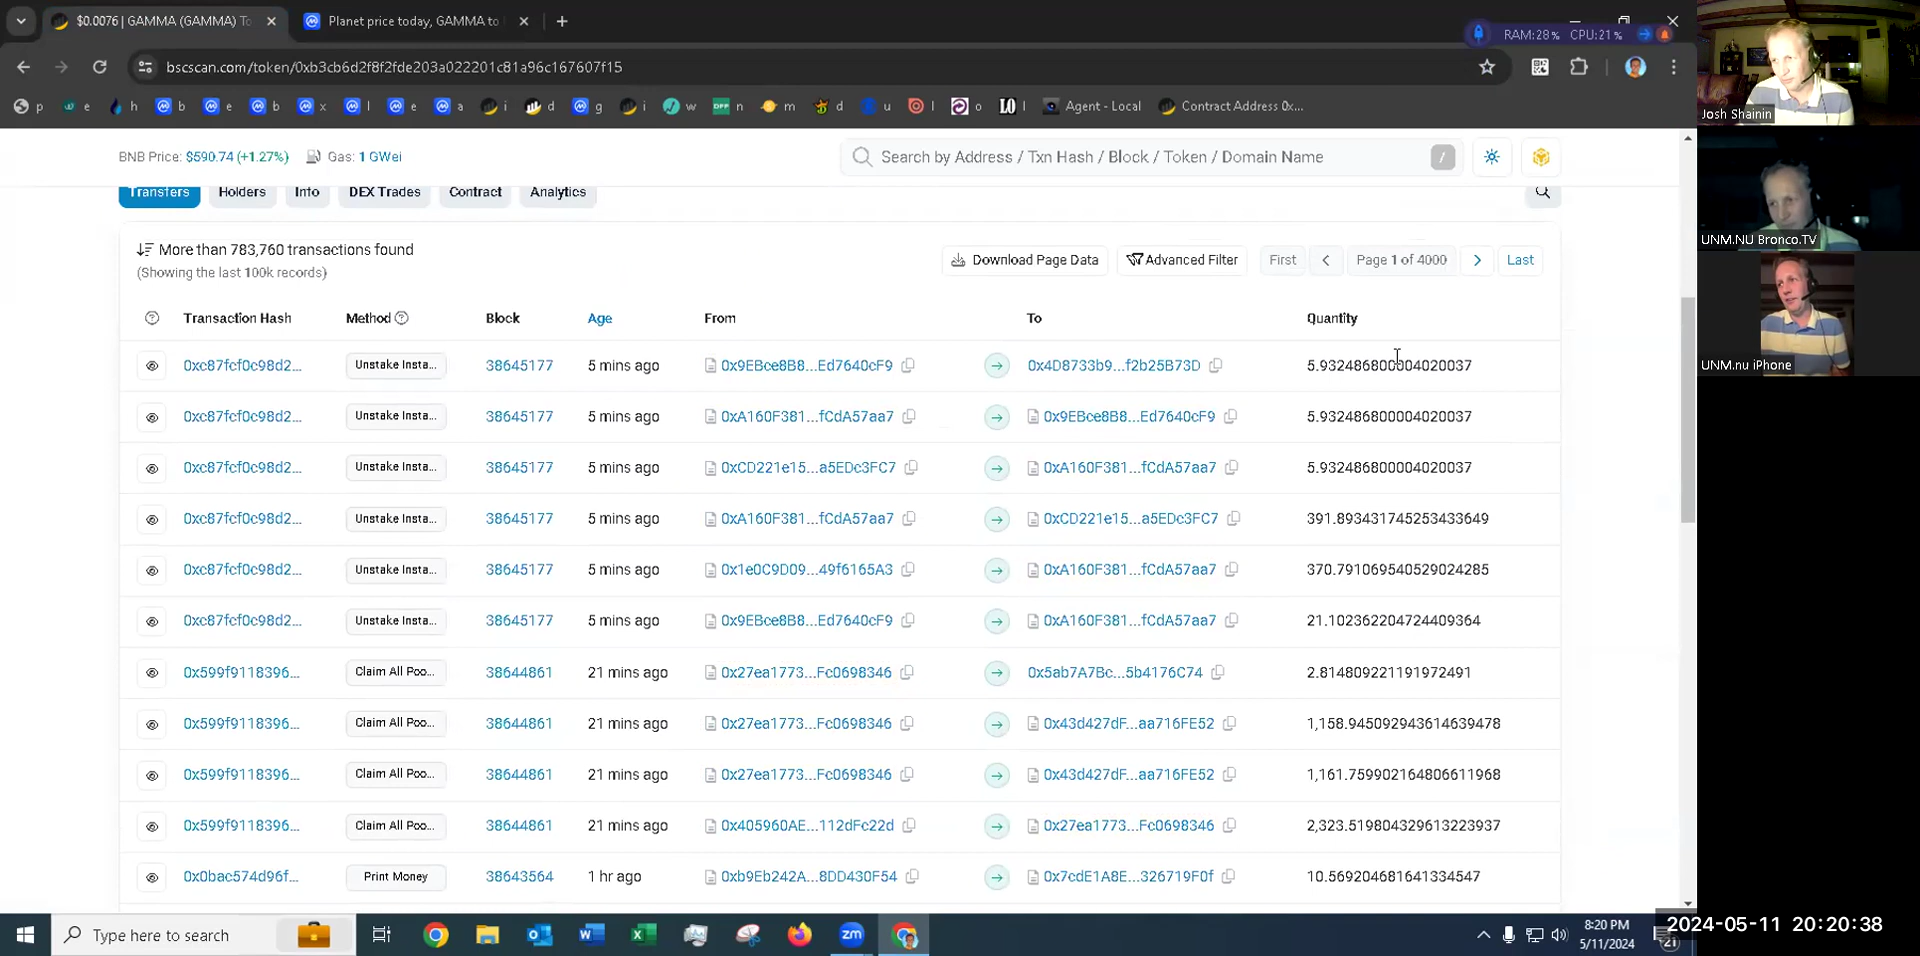 $0.0076 | GAMMA (GAMMA) To
Planet price today, GAMMA to
RAM:28% CPU:21%
bscscan.com/token/0xb3cb6d2f8f2fde203a022201c81a96c167607f15
p e h b e b x l e a i d g i w n m d u l o l Agent - Local Contract Address 0x...
BNB Price: $590.74 (+1.27%) Gas: 1 GWei
Search by Address / Txn Hash / Block / Token / Domain Name /
Transfers Holders Info DEX Trades Contract Analytics
More than 783,760 transactions found
(Showing the last 100k records)
Download Page Data Advanced Filter First Page 1 of 4000 Last
Transaction Hash Method Block Age From To Quantity
0xc87fcf0c98d2... Unstake Insta... 38645177 5 mins ago 0x9EBce8B8...Ed7640cF9 0x4D8733b9...f2b25B73D 5.932486800004020037
0xc87fcf0c98d2... Unstake Insta... 38645177 5 mins ago 0xA160F381...fCdA57aa7 0x9EBce8B8...Ed7640cF9 5.932486800004020037
0xc87fcf0c98d2... Unstake Insta... 38645177 5 mins ago 0xCD221e15...a5EDc3FC7 0xA160F381...fCdA57aa7 5.932486800004020037
0xc87fcf0c98d2... Unstake Insta... 38645177 5 mins ago 0xA160F381...fCdA57aa7 0xCD221e15...a5EDc3FC7 391.893431745253433649
0xc87fcf0c98d2... Unstake Insta... 38645177 5 mins ago 0x1e0C9D09...49f6165A3 0xA160F381...fCdA57aa7 370.791069540529024285
0xc87fcf0c98d2... Unstake Insta... 38645177 5 mins ago 0x9EBce8B8...Ed7640cF9 0xA160F381...fCdA57aa7 21.102362204724409364
0x599f9118396... Claim All Poo... 38644861 21 mins ago 0x27ea1773...Fc0698346 0x5ab7A7Bc...5b4176C74 2.814809221191972491
0x599f9118396... Claim All Poo... 38644861 21 mins ago 0x27ea1773...Fc0698346 0x43d427dF...aa716FE52 1,158.945092943614639478
0x599f9118396... Claim All Poo... 38644861 21 mins ago 0x27ea1773...Fc0698346 0x43d427dF...aa716FE52 1,161.759902164806611968
0x599f9118396... Claim All Poo... 38644861 21 mins ago 0x405960AE...112dFc22d 0x27ea1773...Fc0698346 2,323.519804329613223937
0x0bac574d96f... Print Money 38643564 1 hr ago 0xb9Eb242A...8DD430F54 0x7cdE1A8E...326719F0f 10.569204681641334547
Josh Shainin
UNM.NU Bronco.TV
UNM.nu iPhone
Type here to search
8:20 PM
5/11/2024
21
2024-05-11 20:20:38